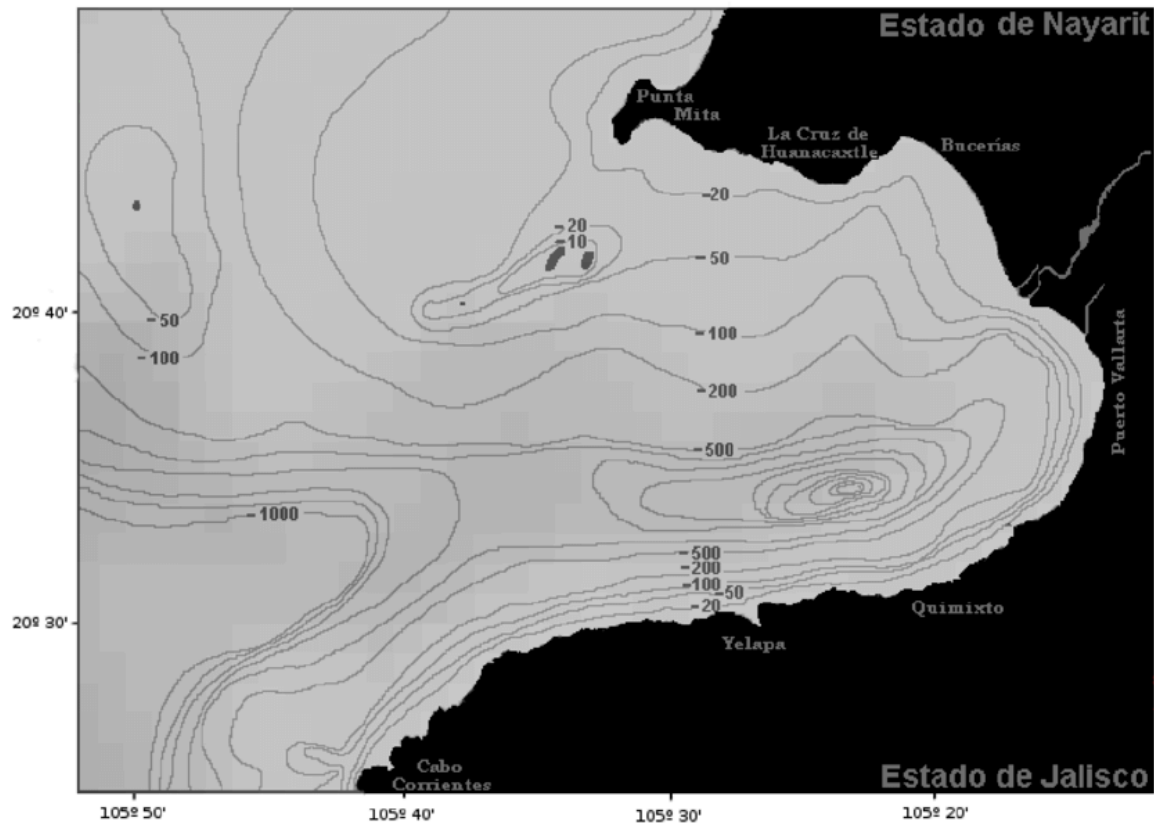 Estado de Nayarit
Punta
Mita
La Cruz de
Huanacaxtle
Bucerías
-20
-20
-10
-50
20º 40'
-50
-100
-100
-200
Puerto Vallarta
-500
-1000
-500
-200
-100
-50
-20
Quimixto
20º 30'
Yelapa
Cabo
Corrientes
Estado de Jalisco
105º 50'
105º 40'
105º 30'
105º 20'